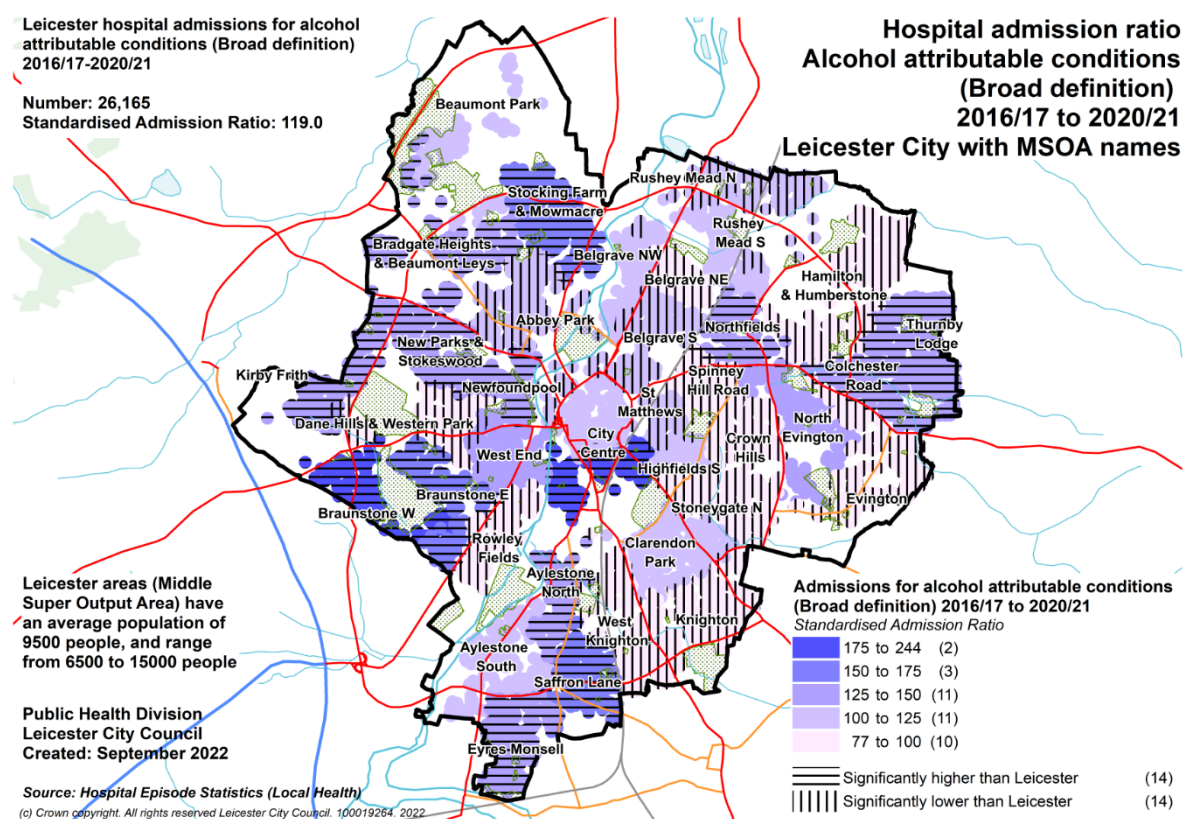 Leicester hospital admissions for alcohol
attributable conditions (Broad definition)
2016/17-2020/21
Number: 26,165
Standardised Admission Ratio: 119.0
Hospital admission ratio
Alcohol attributable conditions
(Broad definition)
2016/17 to 2020/21
Leicester City with MSOA names
Beaumont Park
Rushey Mead N
Stocking Farm
& Mowmacre
Rushey
Mead S
Bradgate Heights
& Beaumont Leys
Belgrave NW
Belgrave NE
Hamilton
& Humberstone
Abbey Park
Northfields
Thurnby
Lodge
Belgrave S
New Parks &
Stokeswood
Kirby Frith
Newfoundpool
Spinney
Hill Road
Colchester
Road
St
Matthews
Dane Hills & Western Park
North
Evington
City
Centre
Crown
Hills
West End
Highfields S
Braunstone E
Evington
Braunstone W
Stoneygate N
Rowley
Fields
Clarendon
Park
Aylestone
North
West
Knighton
Knighton
Aylestone
South
Saffron Lane
Eyres Monsell
Leicester areas (Middle
Super Output Area) have
an average population of
9500 people, and range
from 6500 to 15000 people
Public Health Division
Leicester City Council
Created: September 2022
Source: Hospital Episode Statistics (Local Health)
(c) Crown copyright. All rights reserved Leicester City Council. 100019264. 2022
Admissions for alcohol attributable conditions
(Broad definition) 2016/17 to 2020/21
Standardised Admission Ratio
175 to 244 (2)
150 to 175 (3)
125 to 150 (11)
100 to 125 (11)
77 to 100 (10)
Significantly higher than Leicester (14)
Significantly lower than Leicester (14)